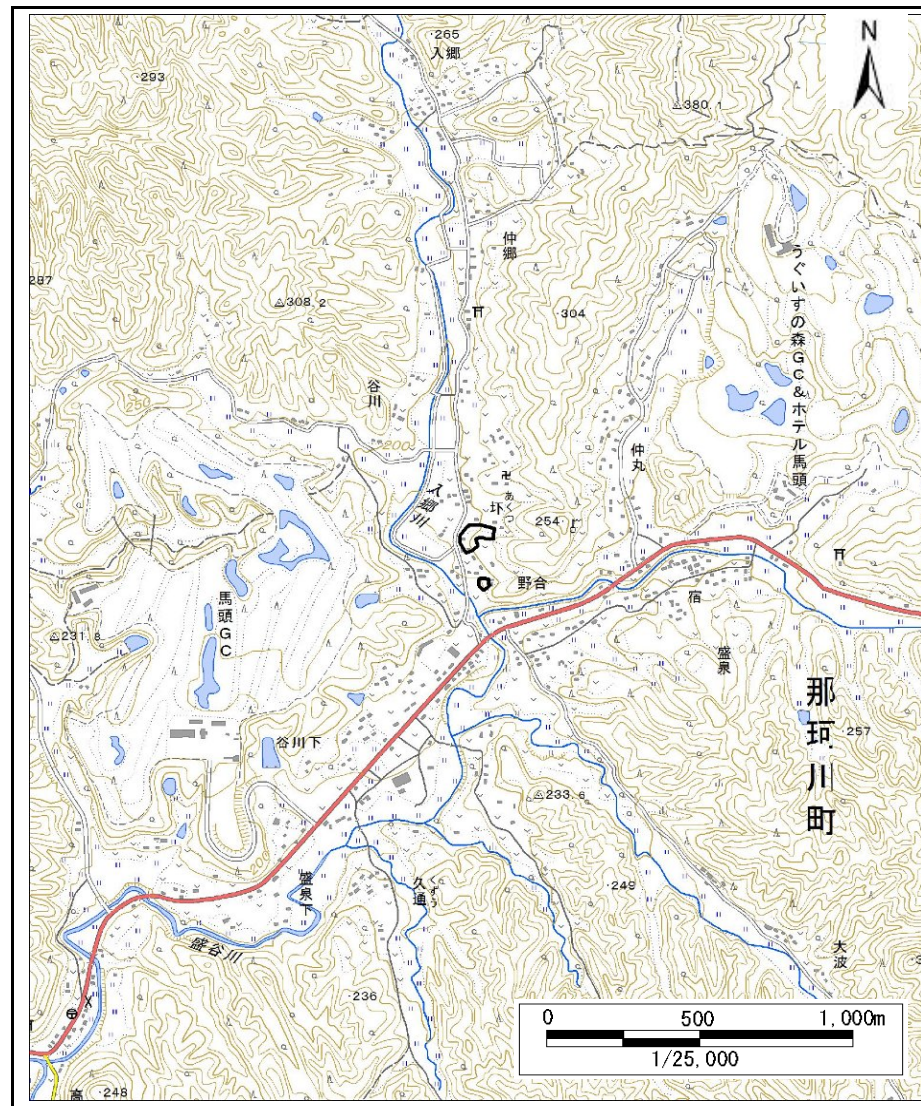 ・265
入郷
N
・293
△380.1
仲郷
287
△308.2
・304
うぐいすの森GC&ホテル馬頭
谷川
250
200
仲丸
あくつ
圷
254
入郷川
野合
宿
△231.8
馬頭GC
盛泉
那珂川町
・257
谷川下
△233.6
200
盛泉下
くずう
久通
・249
盛谷川
大波
・236
0 500 1,000m
1/25,000
・248
高